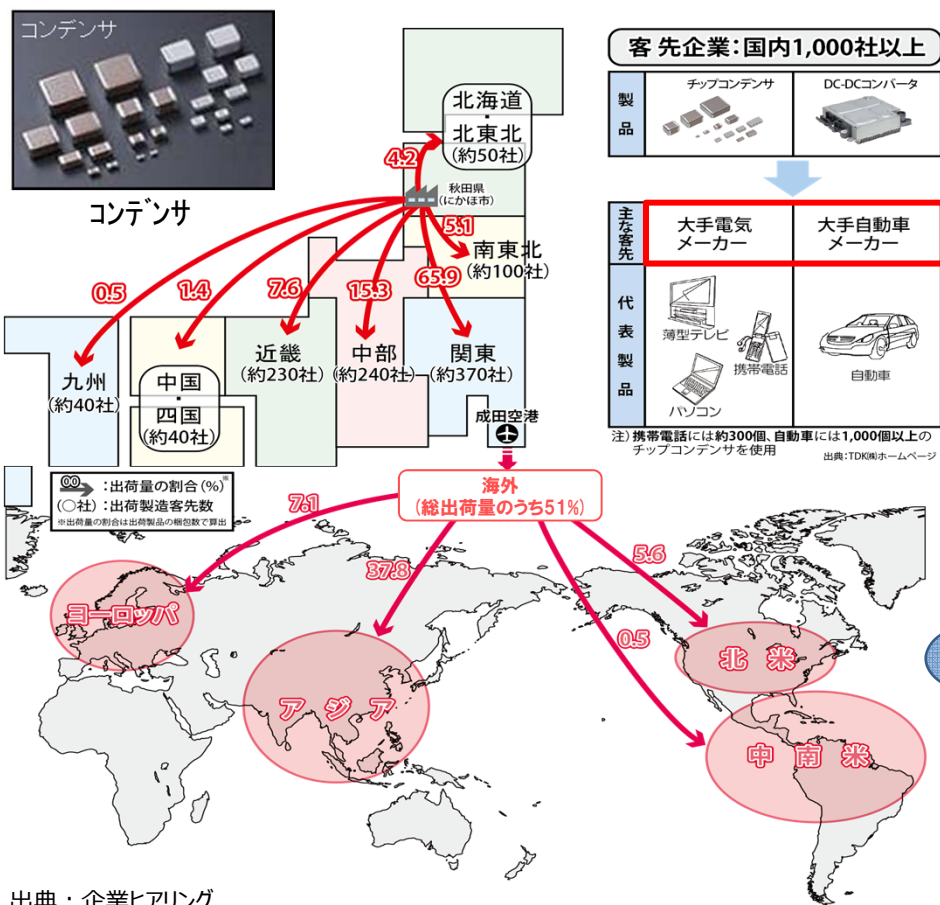 コンデンサ
コンデンサ
北海道
・
北東北
(約50社)
4.2
秋田県
(にかほ市)
5.1
南東北
(約100社)
65.9
15.3
7.6
1.4
0.5
九州
(約40社)
中国
・
四国
(約40社)
近畿
(約230社)
中部
(約240社)
関東
(約370社)
成田空港
00 :出荷量の割合(%)※
(○社):出荷製造客先数
※出荷量の割合は出荷製品の梱包数で算出
客先企業:国内1,000社以上
製品
チップコンデンサ
DC-DCコンバータ
主な客先
大手電気
メーカー
大手自動車
メーカー
代表製品
薄型テレビ
携帯電話
パソコン
自動車
注)携帯電話には約300個、自動車には1,000個以上の
チップコンデンサを使用
出典:TDK㈱ホームページ
海外
(総出荷量のうち51%)
7.1
37.8
5.6
0.5
ヨーロッパ
アジア
北米
中南米
出典:企業ヒアリング